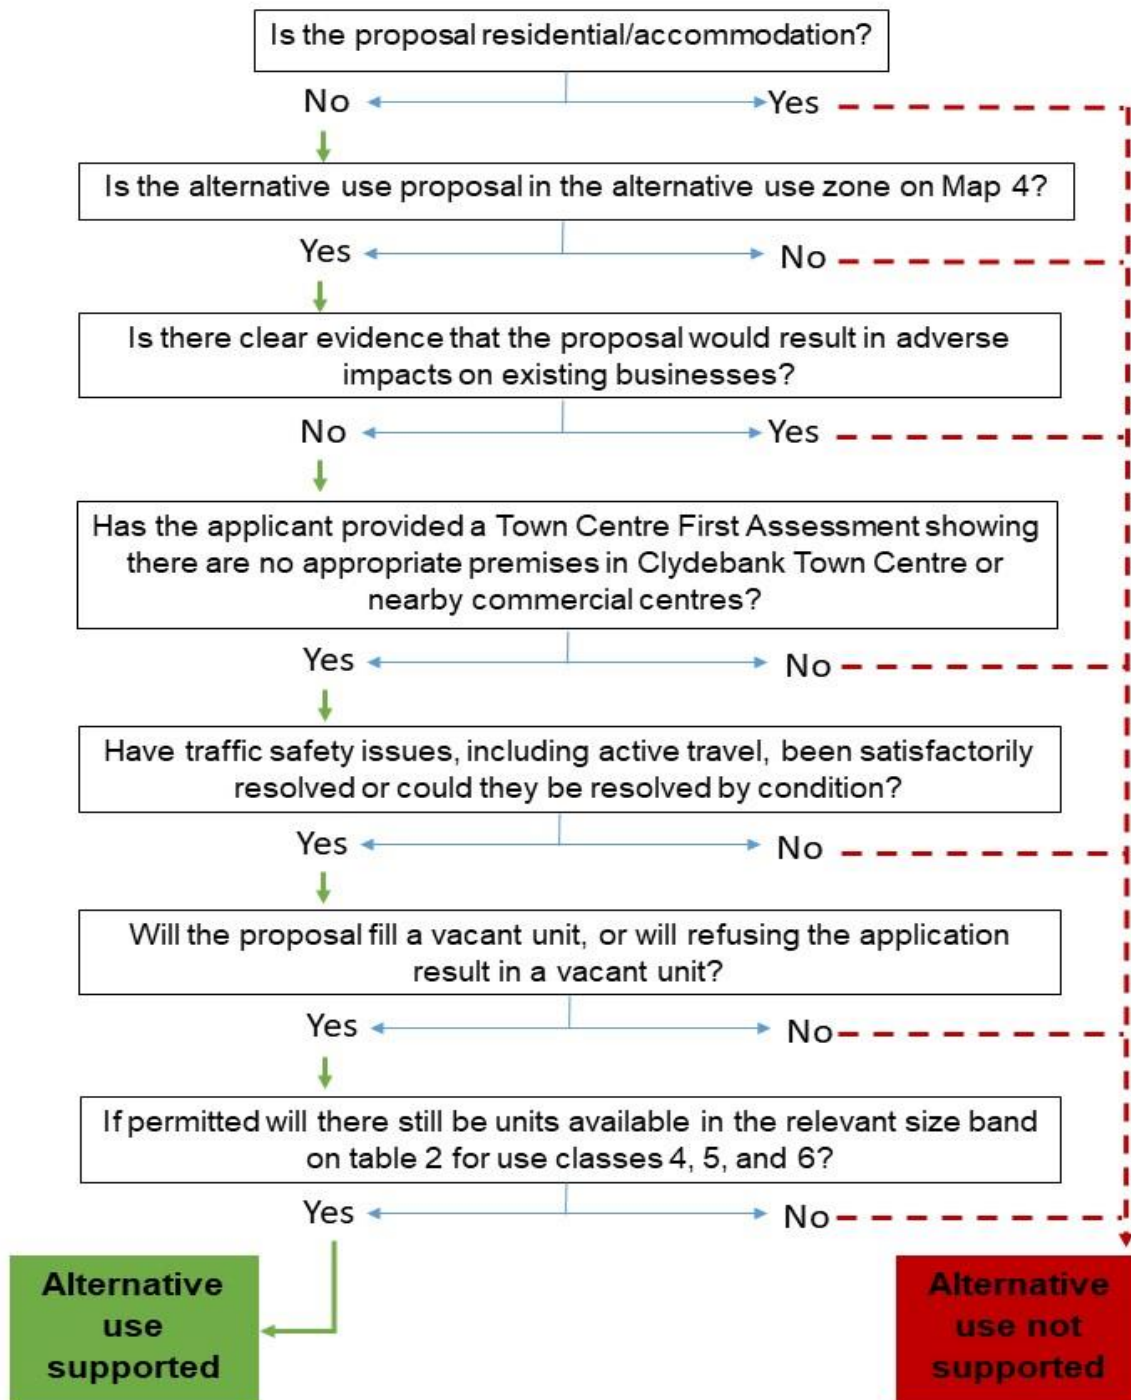 Is the proposal residential/accommodation?
No
Yes
Is the alternative use proposal in the alternative use zone on Map 4?
Yes
No
Is there clear evidence that the proposal would result in adverse
impacts on existing businesses?
No
Yes
Has the applicant provided a Town Centre First Assessment showing
there are no appropriate premises in Clydebank Town Centre or
nearby commercial centres?
Yes
No
Have traffic safety issues, including active travel, been satisfactorily
resolved or could they be resolved by condition?
Yes
No
Will the proposal fill a vacant unit, or will refusing the application
result in a vacant unit?
Yes
No
If permitted will there still be units available in the relevant size band
on table 2 for use classes 4, 5, and 6?
Yes
No
Alternative
use
supported
Alternative
use not
supported